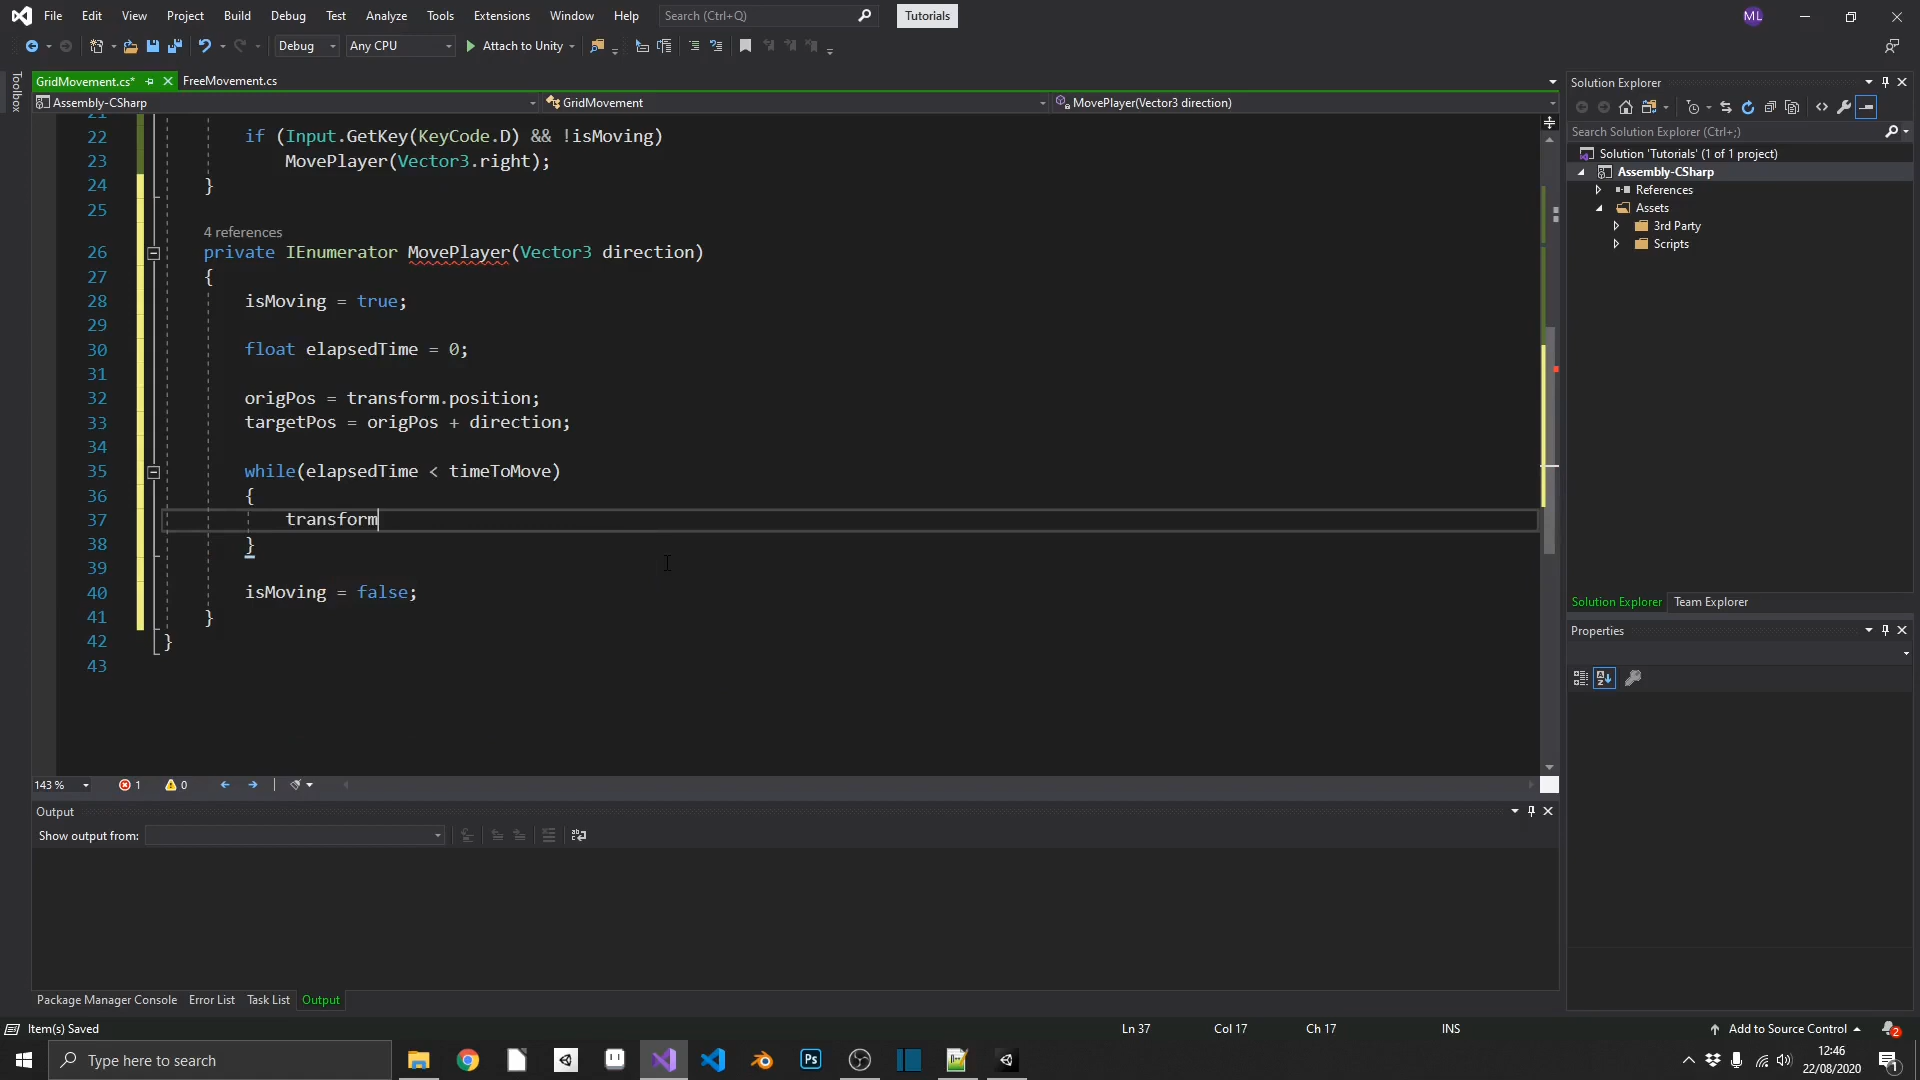 File Edit View Project Build Debug Test Analyze Tools Extensions Window Help Search (Ctrl+Q) Tutorials ML
Debug Any CPU Attach to Unity
Toolbox
GridMovement.cs* FreeMovement.cs
Assembly-CSharp GridMovement MovePlayer(Vector3 direction)
21
22 if (Input.GetKey(KeyCode.D) && !isMoving)
23 MovePlayer(Vector3.right);
24 }
25
4 references
26 private IEnumerator MovePlayer(Vector3 direction)
27 {
28 isMoving = true;
29
30 float elapsedTime = 0;
31
32 origPos = transform.position;
33 targetPos = origPos + direction;
34
35 while(elapsedTime < timeToMove)
36 {
37 transform
38 }
39
40 isMoving = false;
41 }
42 }
43
143 % 1 0
Output
Show output from:
Package Manager Console Error List Task List Output
Solution Explorer
Search Solution Explorer (Ctrl+;)
Solution 'Tutorials' (1 of 1 project)
Assembly-CSharp
References
Assets
3rd Party
Scripts
Solution Explorer Team Explorer
Properties
Item(s) Saved Ln 37 Col 17 Ch 17 INS Add to Source Control 2
Type here to search Ps 12:46
22/08/2020 1